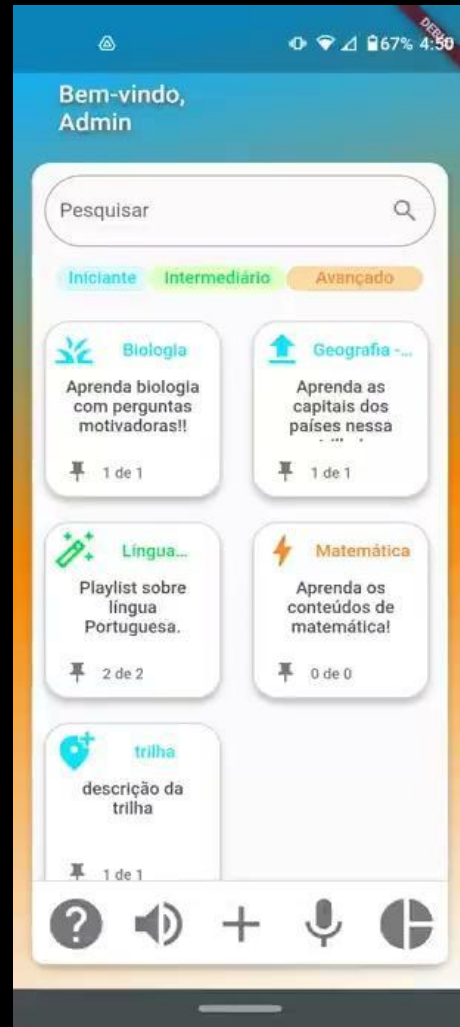 67% 4:50
Bem-vindo,
Admin
Pesquisar
Iniciante Intermediário Avançado
Biologia
Aprenda biologia
com perguntas
motivadoras!!
1 de 1
Geografia -...
Aprenda as
capitais dos
países nessa
1 de 1
Língua...
Playlist sobre
língua
Portuguesa.
2 de 2
Matemática
Aprenda os
conteúdos de
matemática!
0 de 0
trilha
descrição da
trilha
1 de 1